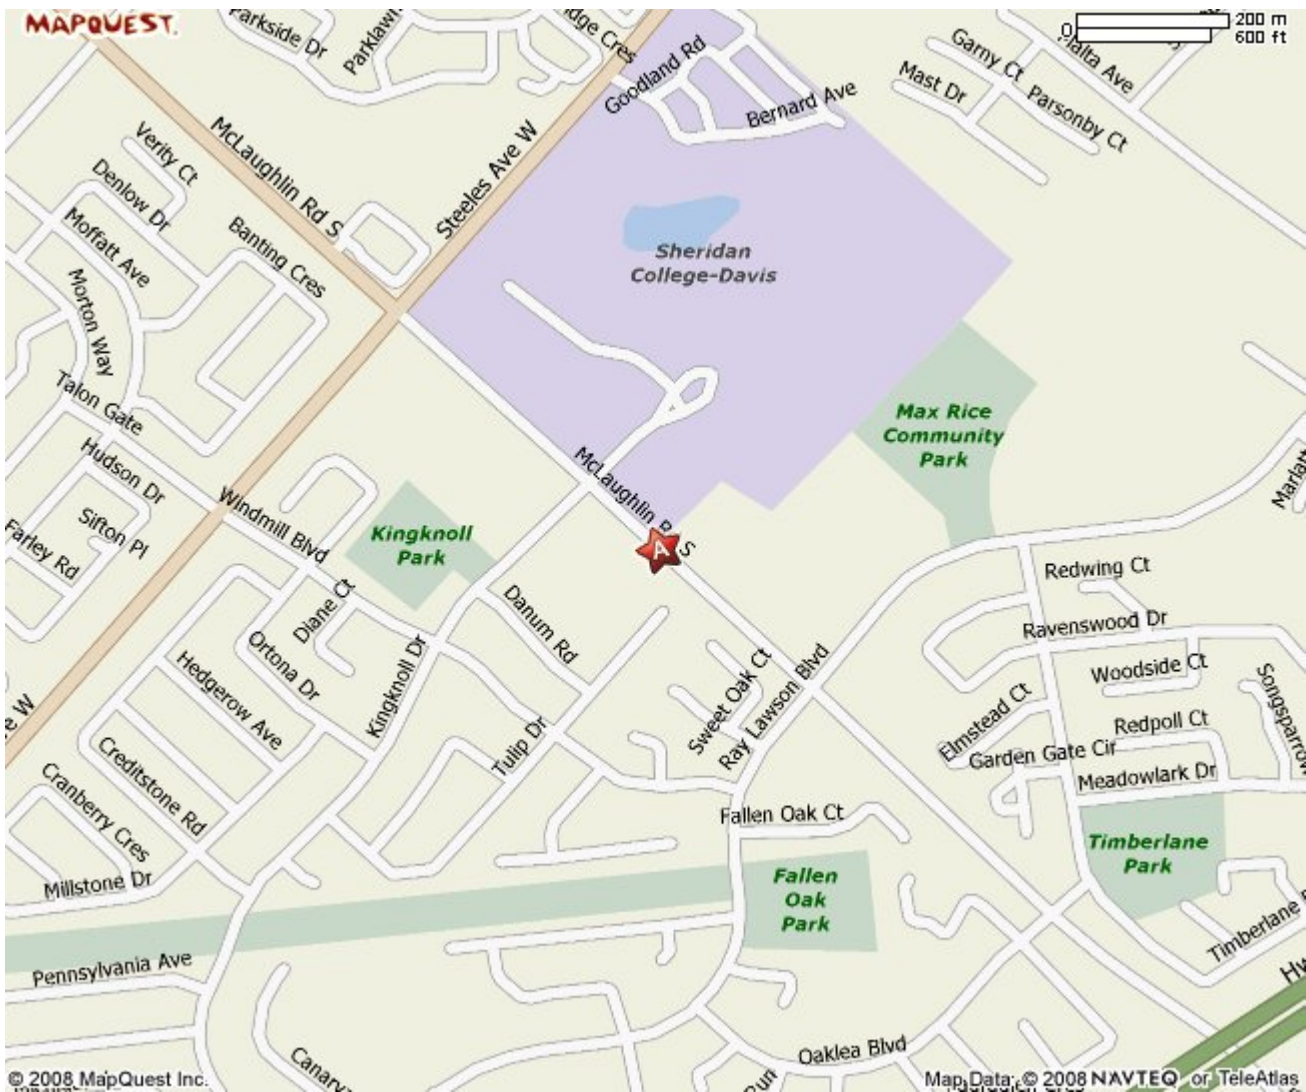 MAPQUEST.
Parkside Dr
0
200 m
600 ft
Garny Ct
Malta Ave
Goodland Rd
Mast Dr
Parsonby Ct
Bernard Ave
Verity Ct
McLaughlin Rd S
Steeles Ave W
Denlow Dr
Moffatt Ave
Banting Cres
Sheridan
College-Davis
Morton Way
Talon Gate
Max Rice
Community
Park
Hudson Dr
McLaughlin Rd S
A
Windmill Blvd
Sifton Pl
Kingknoll
Park
Farley Rd
Redwing Ct
Diane Ct
Danum Rd
Ravenswood Dr
Ortona Dr
Hedgerow Ave
Kingknoll Dr
Sweet Oak Ct
Ray Lawson Blvd
Woodside Ct
Elmstead Ct
Redpoll Ct
Songsparrow
Tulip Dr
Garden Gate Cir
Creditstone Rd
Meadowlark Dr
Cranberry Cres
Fallen Oak Ct
Timberlane
Park
Millstone Dr
Fallen
Oak
Park
Pennsylvania Ave
Oaklea Blvd
© 2008 MapQuest Inc.
Map Data: © 2008 NAVTEQ or TeleAtlas